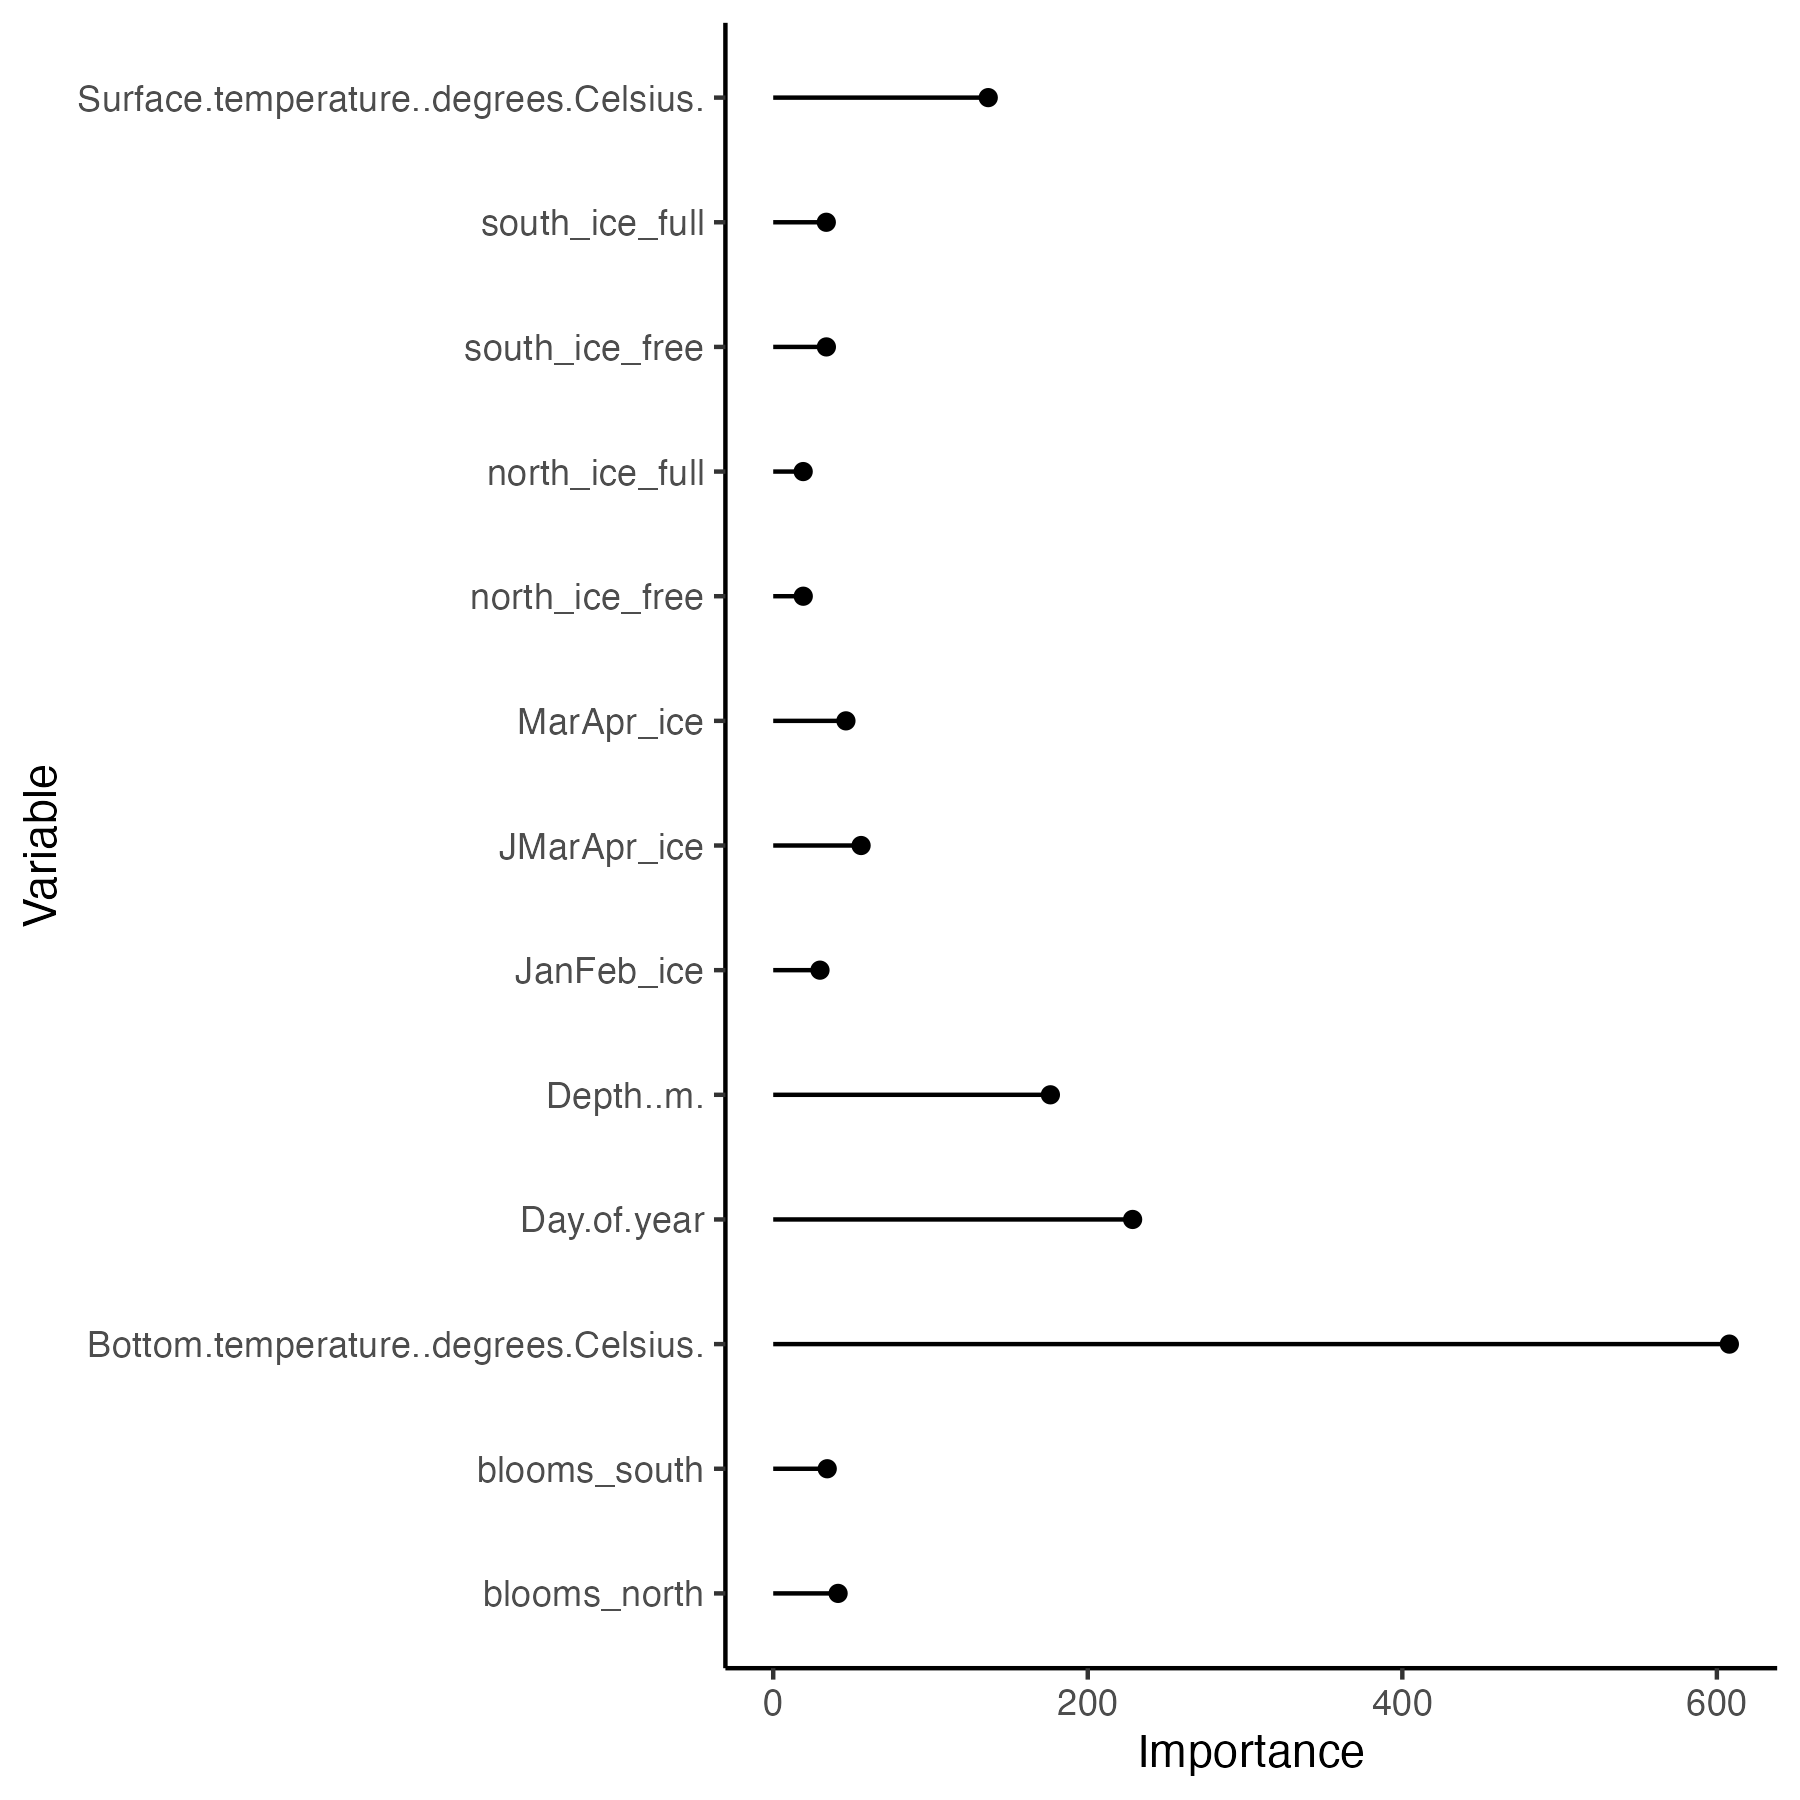 Surface.temperature..degrees.Celsius.
south_ice_full
south_ice_free
north_ice_full
north_ice_free
MarApr_ice
JMarApr_ice
JanFeb_ice
Depth..m.
Day.of.year
Bottom.temperature..degrees.Celsius.
blooms_south
blooms_north
Variable
0 200 400 600
Importance